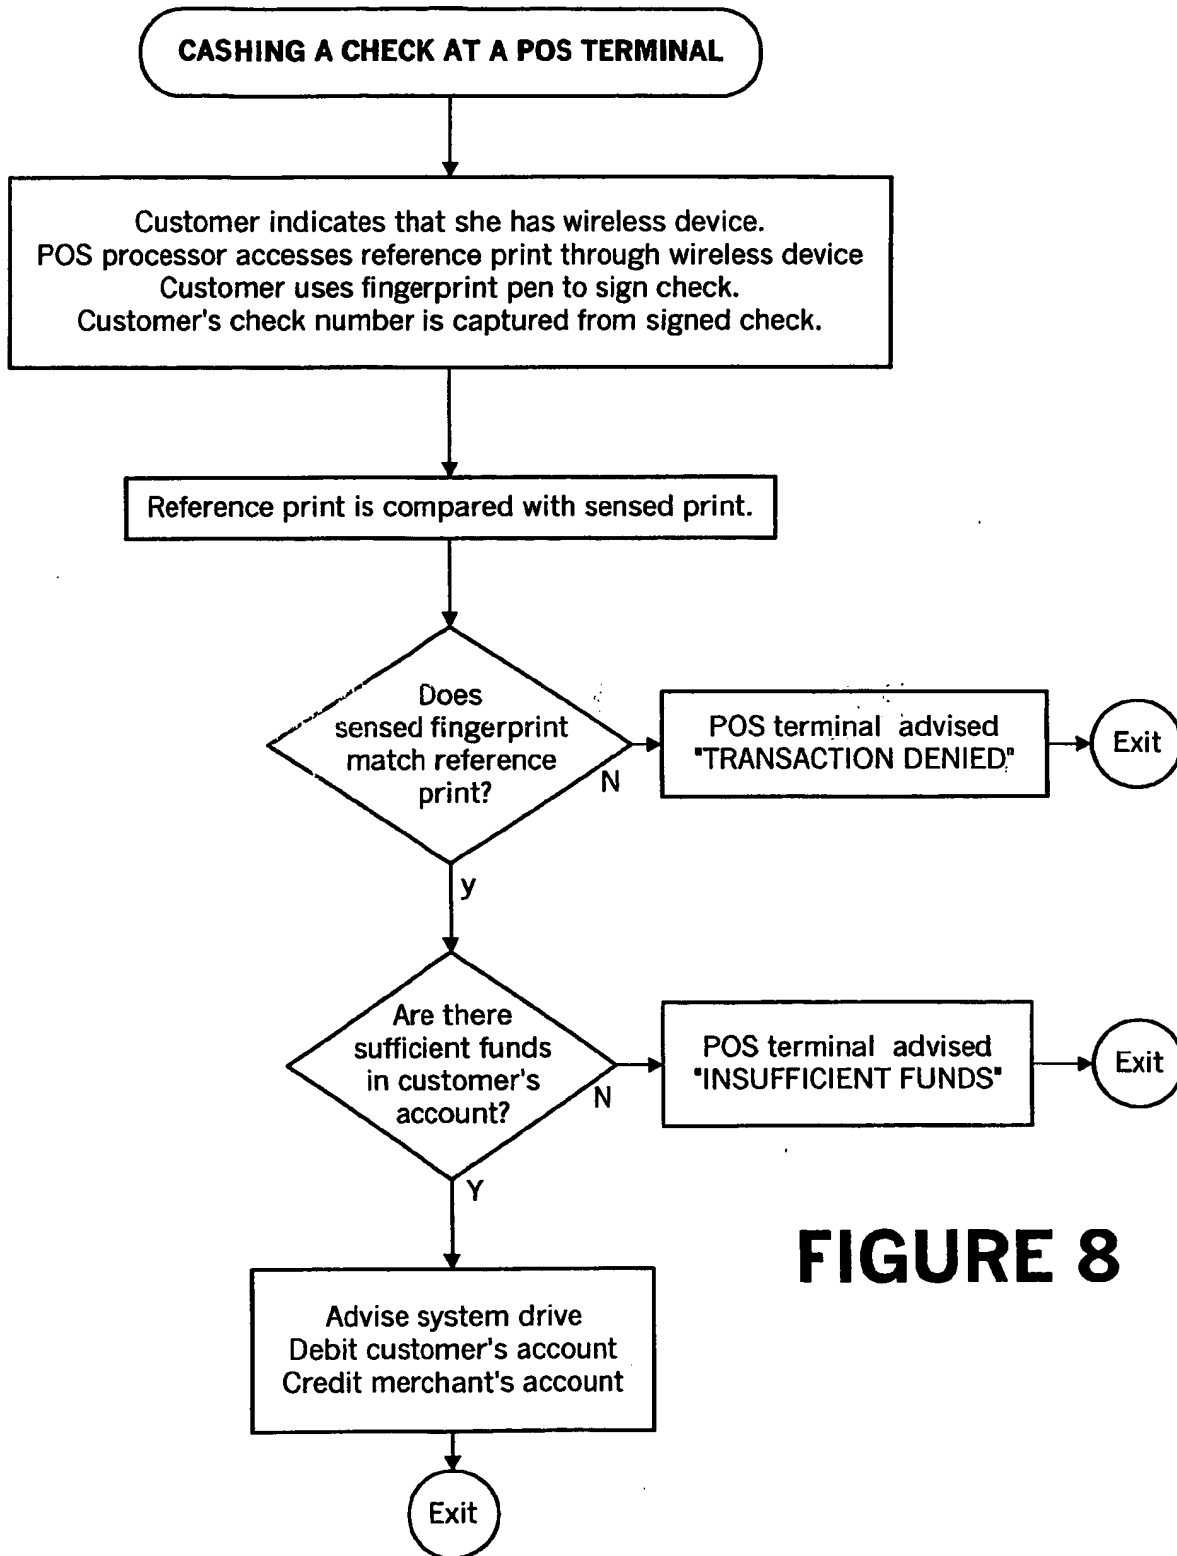 CASHING A CHECK AT A POS TERMINAL
Customer indicates that she has wireless device.
POS processor accesses reference print through wireless device
Customer uses fingerprint pen to sign check.
Customer's check number is captured from signed check.
Reference print is compared with sensed print.
Does
sensed fingerprint
match reference
print?
N
POS terminal advised
"TRANSACTION DENIED"
Exit
y
Are there
sufficient funds
in customer's
account?
N
POS terminal advised
"INSUFFICIENT FUNDS"
Exit
Y
FIGURE 8
Advise system drive
Debit customer's account
Credit merchant's account
Exit